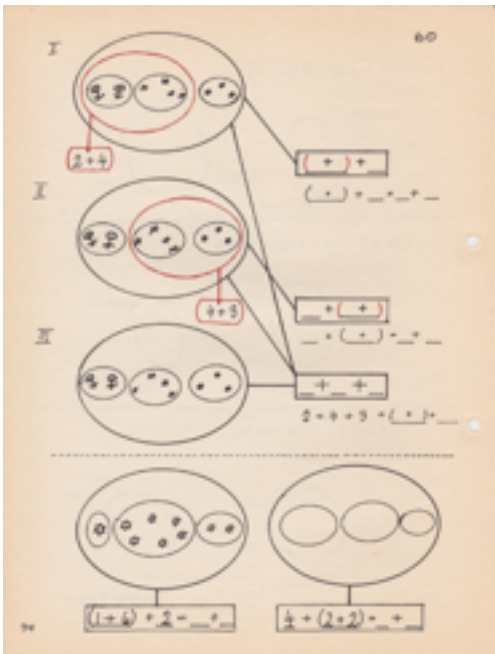 60
I
(2+4)
( + ) + _
( + ) + _ + _ + _
II
(4+3)
_ + ( + )
_ + ( + ) = _ + _
III
_ + _ + _
2 + 4 + 3 = ( + ) + _
(1+6) + 2 = _ + _
4 + (2+2) = _ + _